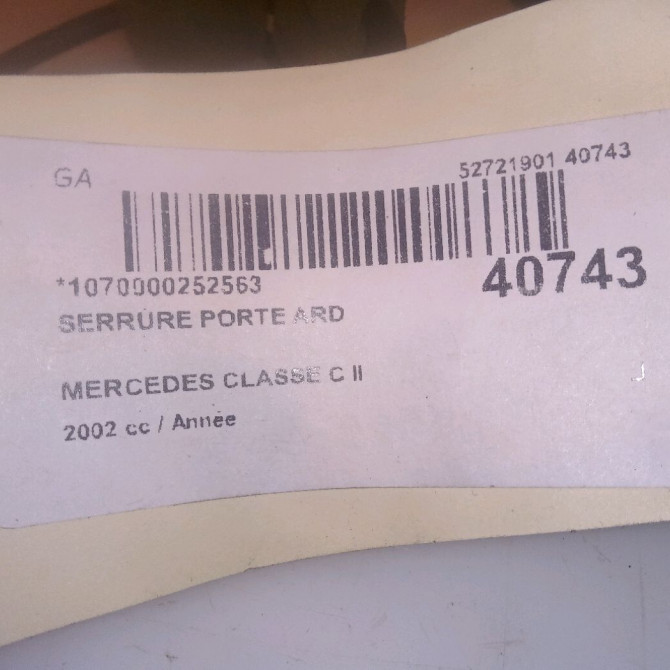 GA
52721901 40743
*1070000252563
40743
SERRURE PORTE ARD
MERCEDES CLASSE C II
2002 cc / Année